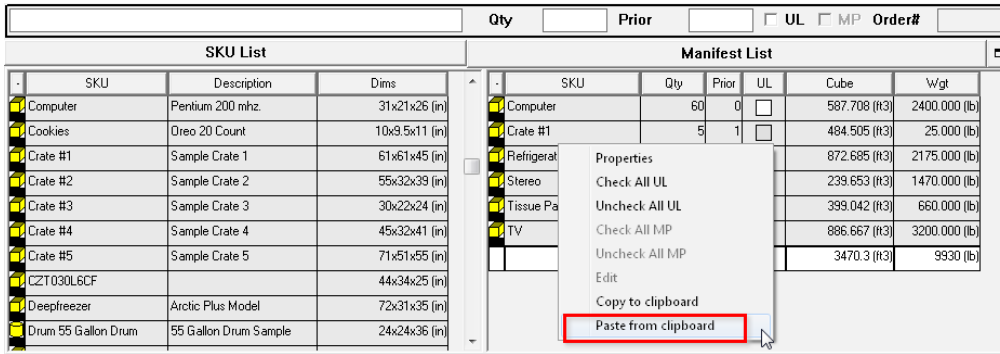 Qty Prior UL MP Order#
SKU List
- SKU Description Dims
Computer Pentium 200 mhz. 31x21x26 (in)
Cookies Oreo 20 Count 10x9.5x11 (in)
Crate #1 Sample Crate 1 61x61x45 (in)
Crate #2 Sample Crate 2 55x32x39 (in)
Crate #3 Sample Crate 3 30x22x24 (in)
Crate #4 Sample Crate 4 45x32x41 (in)
Crate #5 Sample Crate 5 71x51x55 (in)
CZT030L6CF 44x34x25 (in)
Deepfreezer Arctic Plus Model 72x31x35 (in)
Drum 55 Gallon Drum 55 Gallon Drum Sample 24x24x36 (in)
Manifest List
- SKU Qty Prior UL Cube Wgt
Computer 60 0 587.708 (ft3) 2400.000 (lb)
Crate #1 5 1 484.505 (ft3) 25.000 (lb)
Refrigerat 872.685 (ft3) 2175.000 (lb)
Stereo 239.653 (ft3) 1470.000 (lb)
Tissue Pa 399.042 (ft3) 660.000 (lb)
TV 886.667 (ft3) 3200.000 (lb)
3470.3 (ft3) 9930 (lb)
Properties
Check All UL
Uncheck All UL
Check All MP
Uncheck All MP
Edit
Copy to clipboard
Paste from clipboard